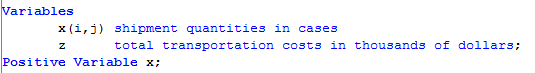 Variables
x(i,j) shipment quantities in cases
z total transportation costs in thousands of dollars;
Positive Variable x;